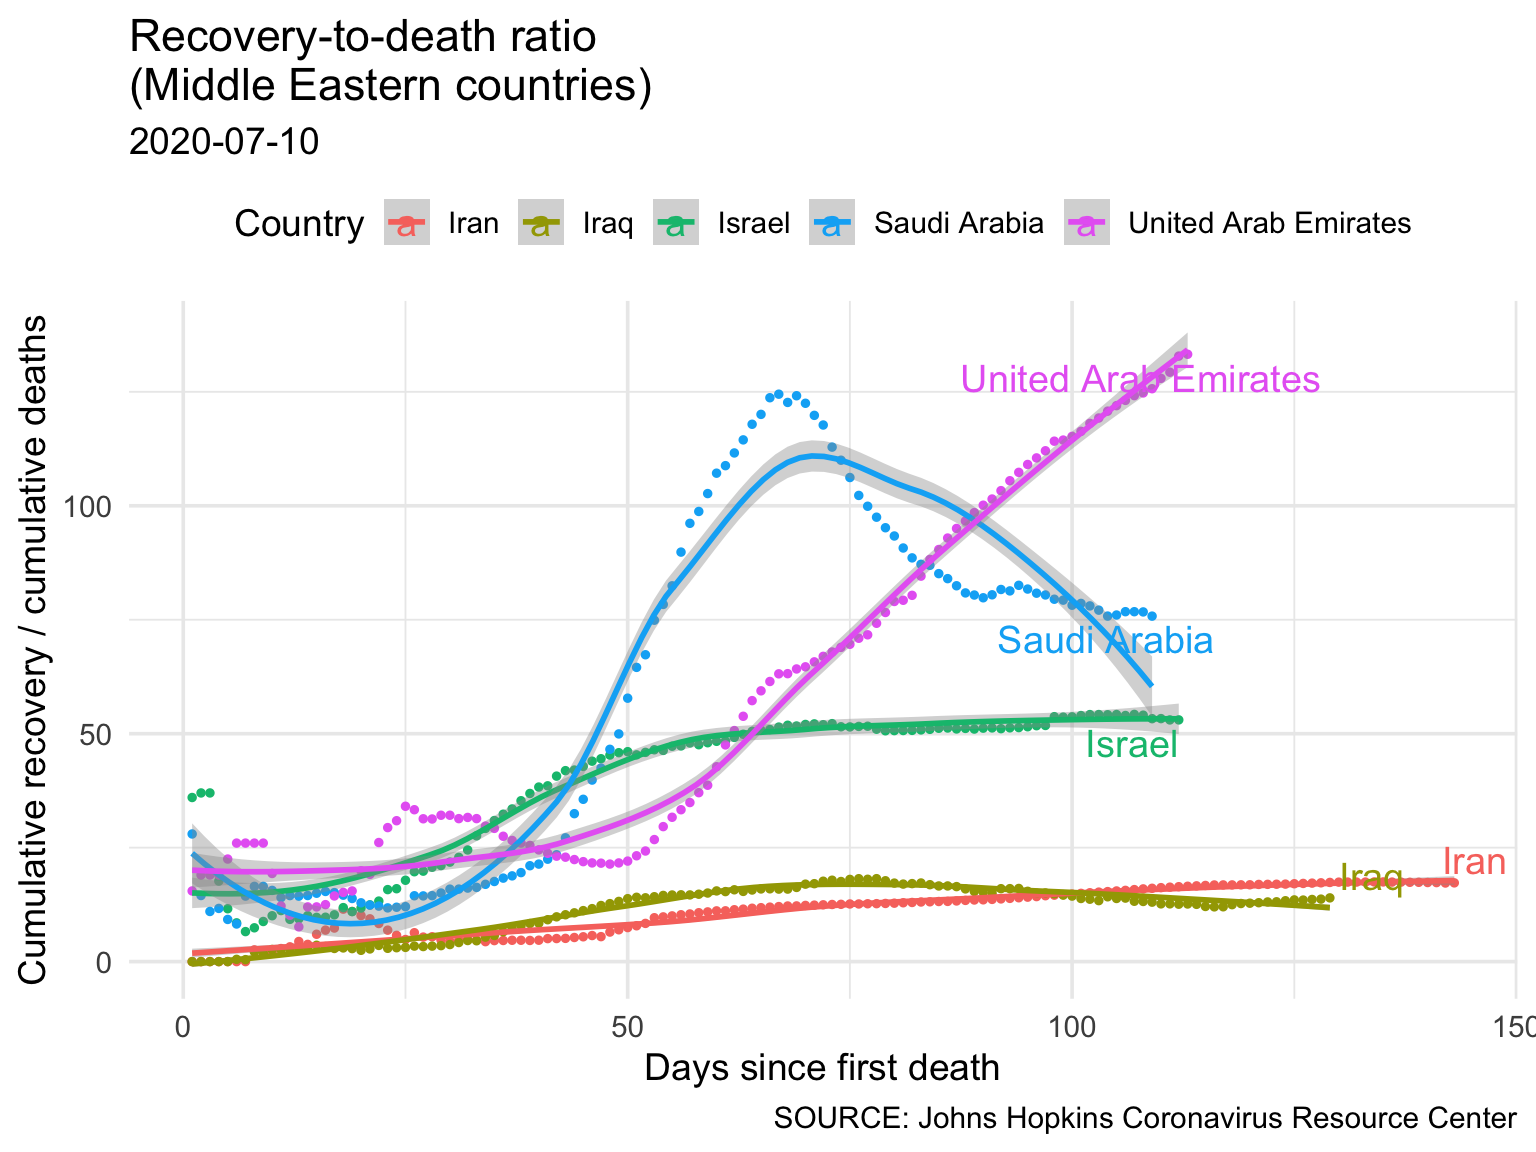 Recovery-to-death ratio
(Middle Eastern countries)
2020-07-10
Country a Iran a Iraq a Israel a Saudi Arabia a United Arab Emirates
Cumulative recovery / cumulative deaths
100
50
0
United Arab Emirates
Saudi Arabia
Israel
Iran
Iraq
0 50 100 150
Days since first death
SOURCE: Johns Hopkins Coronavirus Resource Center